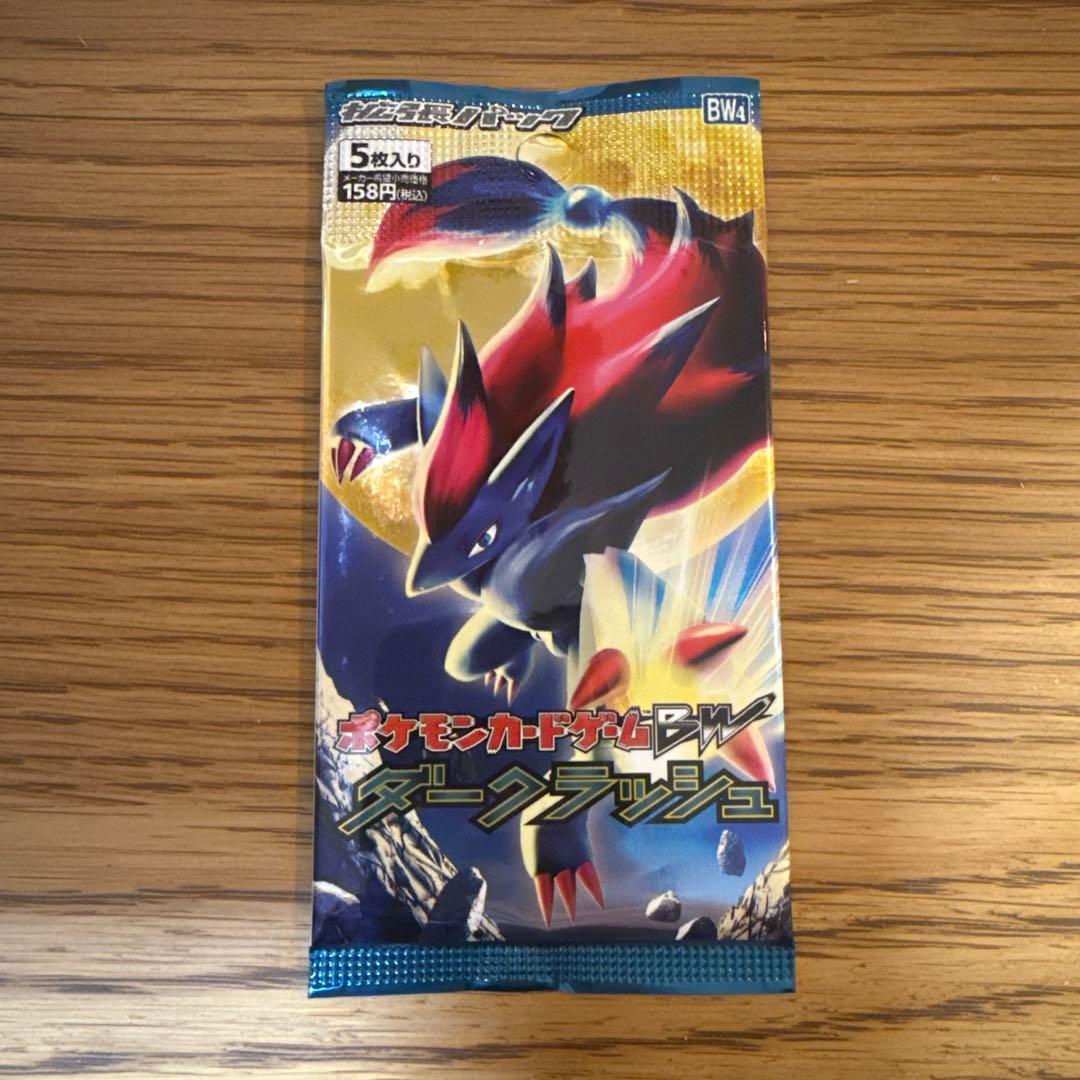 拡張パック
BW4
5枚入り
メーカー希望小売価格
158円(税込)
ポケモンカードゲームBW
ダークラッシュ